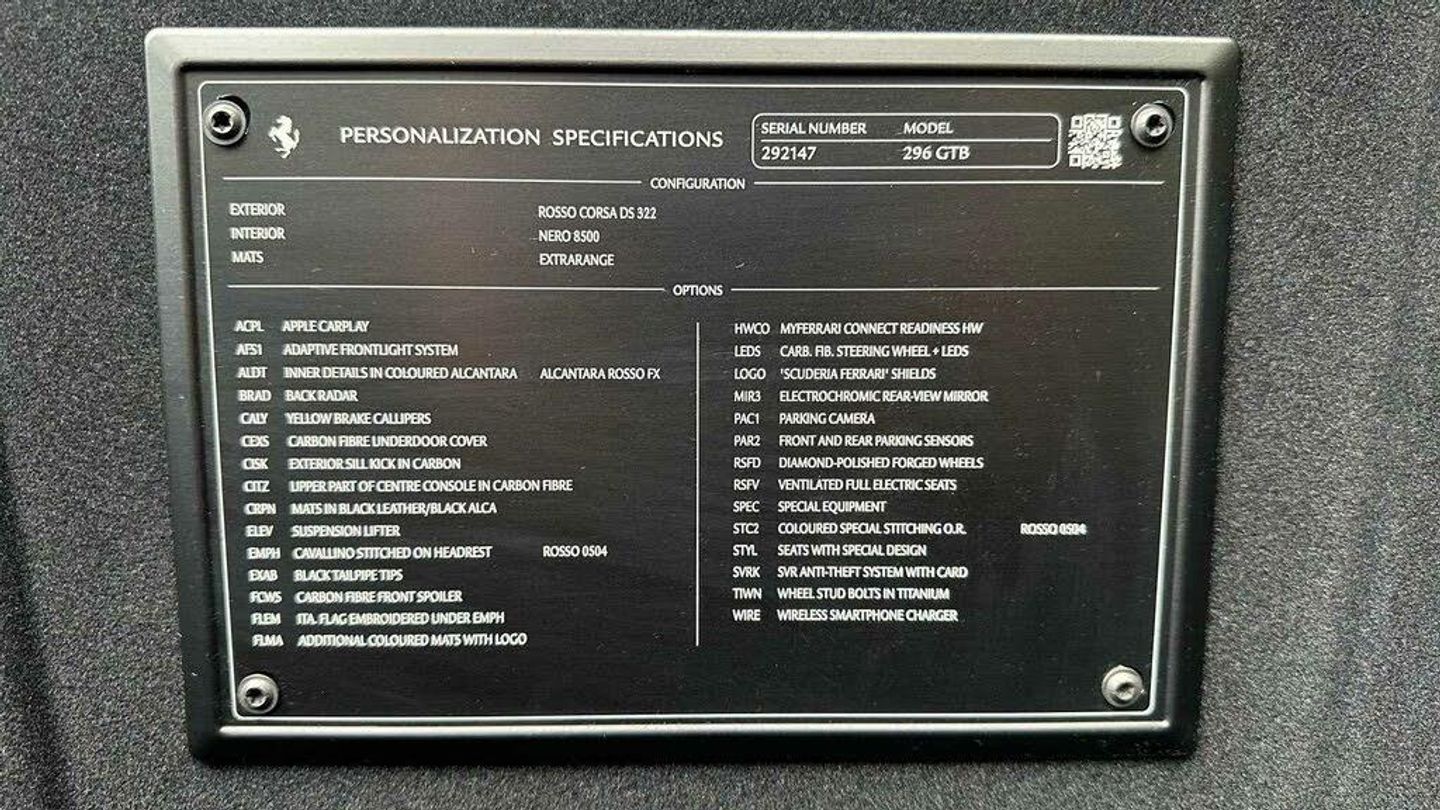 PERSONALIZATION SPECIFICATIONS
SERIAL NUMBER MODEL
292147 296 GTB
CONFIGURATION
EXTERIOR ROSSO CORSA DS 322
INTERIOR NERO 8500
MATS EXTRARANGE
OPTIONS
ACPL APPLE CARPLAY
AFS1 ADAPTIVE FRONTLIGHT SYSTEM
ALDT INNER DETAILS IN COLOURED ALCANTARA ALCANTARA ROSSO FX
BRAD BACK RADAR
CALY YELLOW BRAKE CALLIPERS
CEXS CARBON FIBRE UNDERDOOR COVER
CISK EXTERIOR SILL KICK IN CARBON
CITZ UPPER PART OF CENTRE CONSOLE IN CARBON FIBRE
CRPN MATS IN BLACK LEATHER/BLACK ALCA
ELEV SUSPENSION LIFTER
EMPH CAVALLINO STITCHED ON HEADREST ROSSO 0504
EXAB BLACK TAILPIPE TIPS
FCWS CARBON FIBRE FRONT SPOILER
FLEM ITA. FLAG EMBROIDERED UNDER EMPH
FLMA ADDITIONAL COLOURED MATS WITH LOGO
HWCO MYFERRARI CONNECT READINESS HW
LEDS CARB. FIB. STEERING WHEEL + LEDS
LOGO 'SCUDERIA FERRARI' SHIELDS
MIR3 ELECTROCHROMIC REAR-VIEW MIRROR
PAC1 PARKING CAMERA
PAR2 FRONT AND REAR PARKING SENSORS
RSFD DIAMOND-POLISHED FORGED WHEELS
RSFV VENTILATED FULL ELECTRIC SEATS
SPEC SPECIAL EQUIPMENT
STC2 COLOURED SPECIAL STITCHING O.R. ROSSO 0504
STYL SEATS WITH SPECIAL DESIGN
SVRK SVR ANTI-THEFT SYSTEM WITH CARD
TIWN WHEEL STUD BOLTS IN TITANIUM
WIRE WIRELESS SMARTPHONE CHARGER